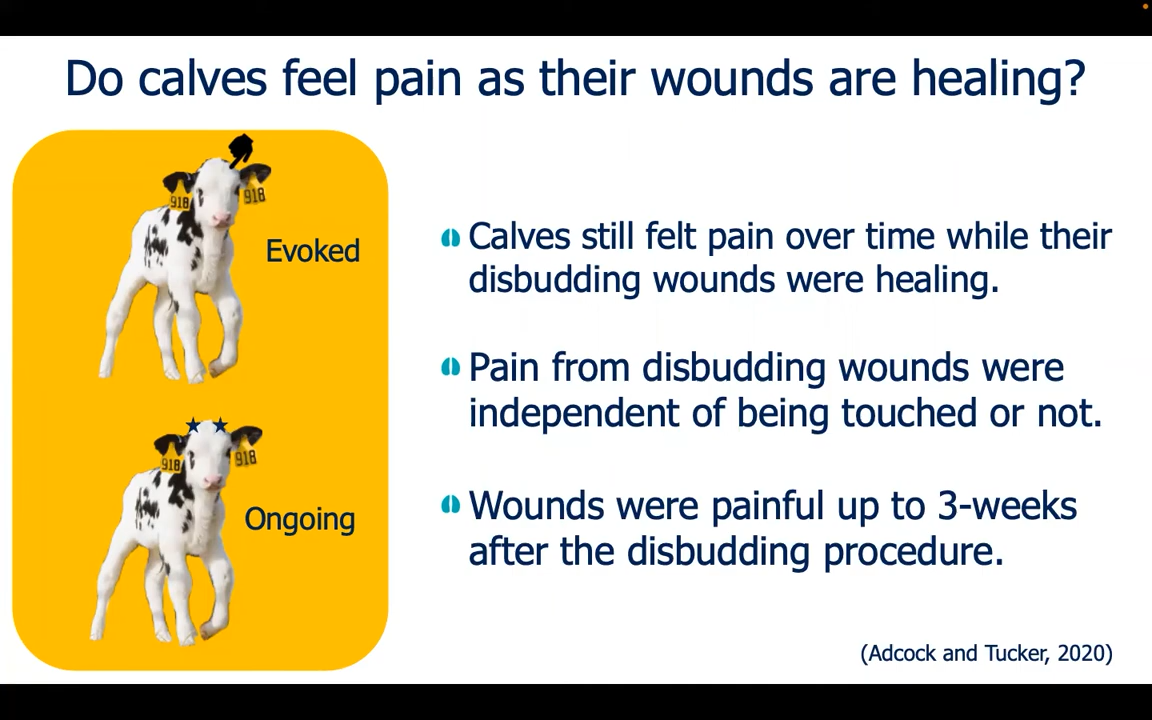 Do calves feel pain as their wounds are healing?
918
918
Evoked
918
918
Ongoing
Calves still felt pain over time while their
disbudding wounds were healing.
Pain from disbudding wounds were
independent of being touched or not.
Wounds were painful up to 3-weeks
after the disbudding procedure.
(Adcock and Tucker, 2020)